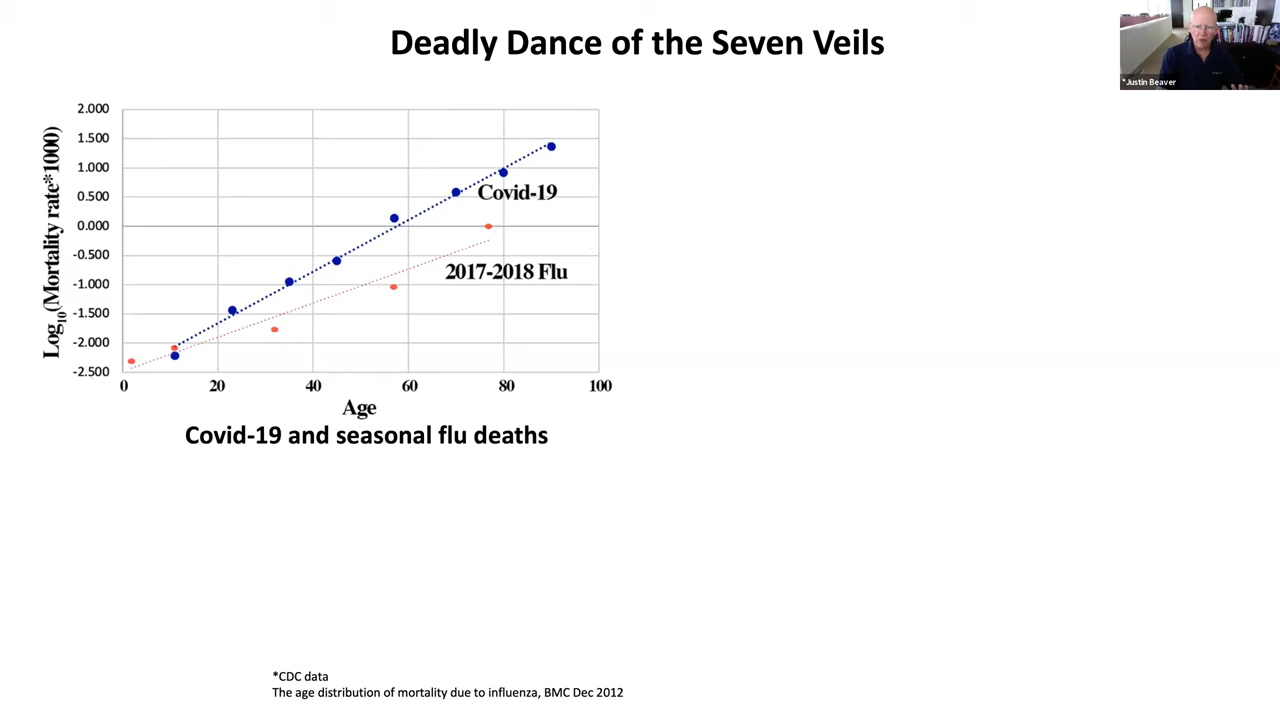 Deadly Dance of the Seven Veils
*Justin Beaver
2.000
1.500
1.000
0.500
0.000
-0.500
-1.000
-1.500
-2.000
-2.500
Log10(Mortality rate*1000)
Covid-19
2017-2018 Flu
0 20 40 60 80 100
Age
Covid-19 and seasonal flu deaths
*CDC data
The age distribution of mortality due to influenza, BMC Dec 2012